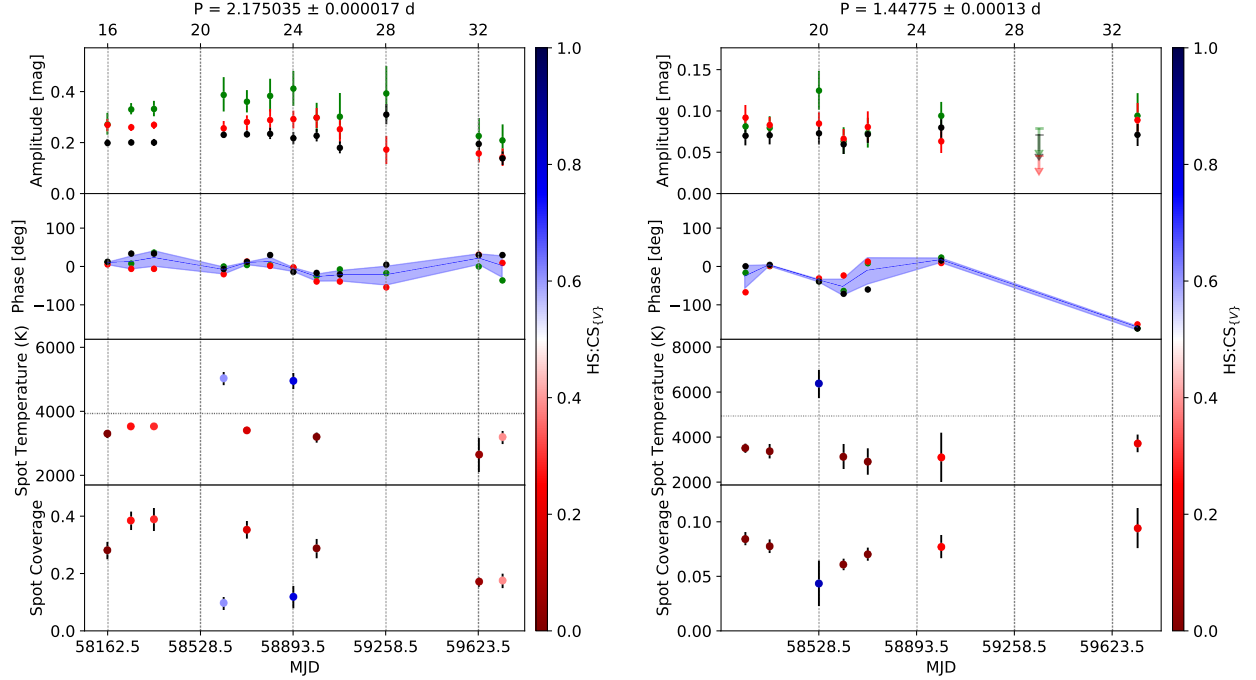 P = 2.175035 ± 0.000017 d
16 20 24 28 32
Amplitude [mag]
0.4
0.2
0.0
Phase [deg]
100
0
−100
Spot Temperature (K)
6000
4000
2000
Spot Coverage
0.4
0.2
0.0
58162.5 58528.5 58893.5 59258.5 59623.5
MJD
1.0
0.8
0.6
0.4
0.2
0.0
HS:CS{V}
P = 1.44775 ± 0.00013 d
20 24 28 32
Amplitude [mag]
0.15
0.10
0.05
0.00
Phase [deg]
100
0
−100
Spot Temperature (K)
8000
6000
4000
2000
Spot Coverage
0.10
0.05
0.00
58528.5 58893.5 59258.5 59623.5
MJD
1.0
0.8
0.6
0.4
0.2
0.0
HS:CS{V}